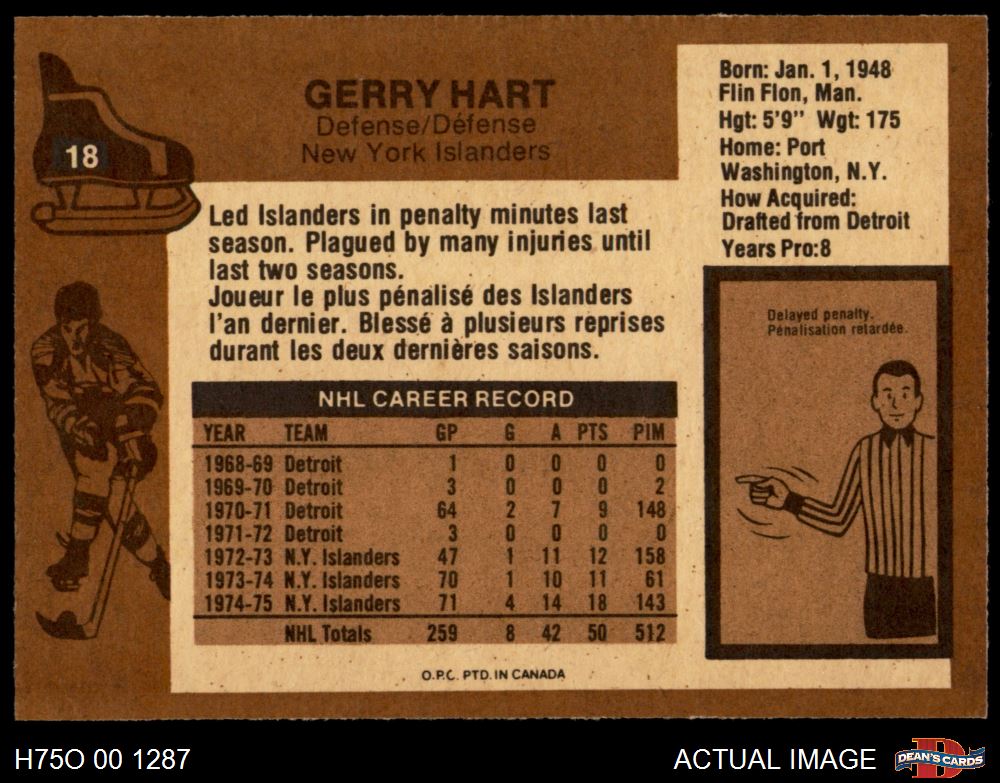 18
GERRY HART
Defense/Défense
New York Islanders
Born: Jan. 1, 1948
Flin Flon, Man.
Hgt: 5'9" Wgt: 175
Home: Port
Washington, N.Y.
How Acquired:
Drafted from Detroit
Years Pro:8
Led Islanders in penalty minutes last
season. Plagued by many injuries until
last two seasons.
Joueur le plus pénalisé des Islanders
l'an dernier. Blessé à plusieurs reprises
durant les deux dernières saisons.
Delayed penalty.
Pénalisation retardée.
NHL CAREER RECORD
YEAR TEAM GP G A PTS PIM
1968-69 Detroit 1 0 0 0 0
1969-70 Detroit 3 0 0 0 2
1970-71 Detroit 64 2 7 9 148
1971-72 Detroit 3 0 0 0 0
1972-73 N.Y. Islanders 47 1 11 12 158
1973-74 N.Y. Islanders 70 1 10 11 61
1974-75 N.Y. Islanders 71 4 14 18 143
NHL Totals 259 8 42 50 512
O.P.C. PTD. IN CANADA
H75O 00 1287
ACTUAL IMAGE
D
DEAN'S CARDS